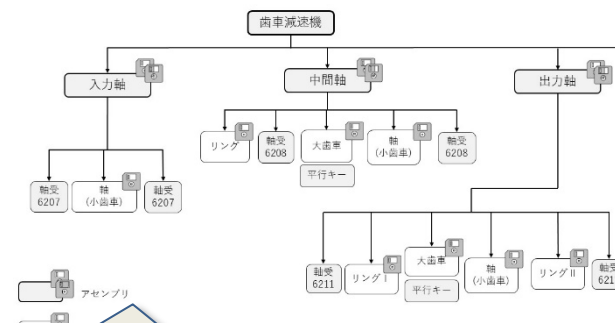 歯車減速機
入力軸
中間軸
出力軸
リング
軸受
6208
大歯車
平行キー
軸
(小歯車)
軸受
6208
軸受
6207
軸
(小歯車)
軸受
6207
軸受
6211
リングⅠ
大歯車
平行キー
軸
(小歯車)
リングⅡ
軸受
621
アセンブリ